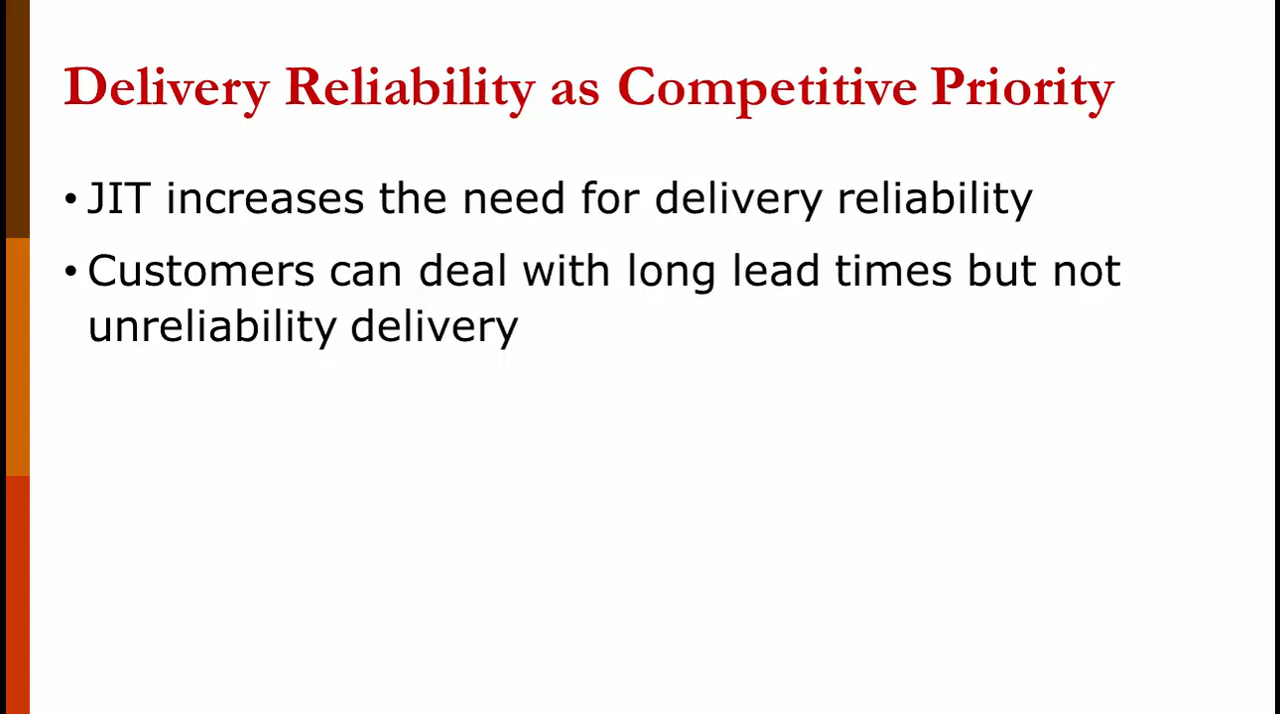 Delivery Reliability as Competitive Priority
• JIT increases the need for delivery reliability
• Customers can deal with long lead times but not
unreliability delivery